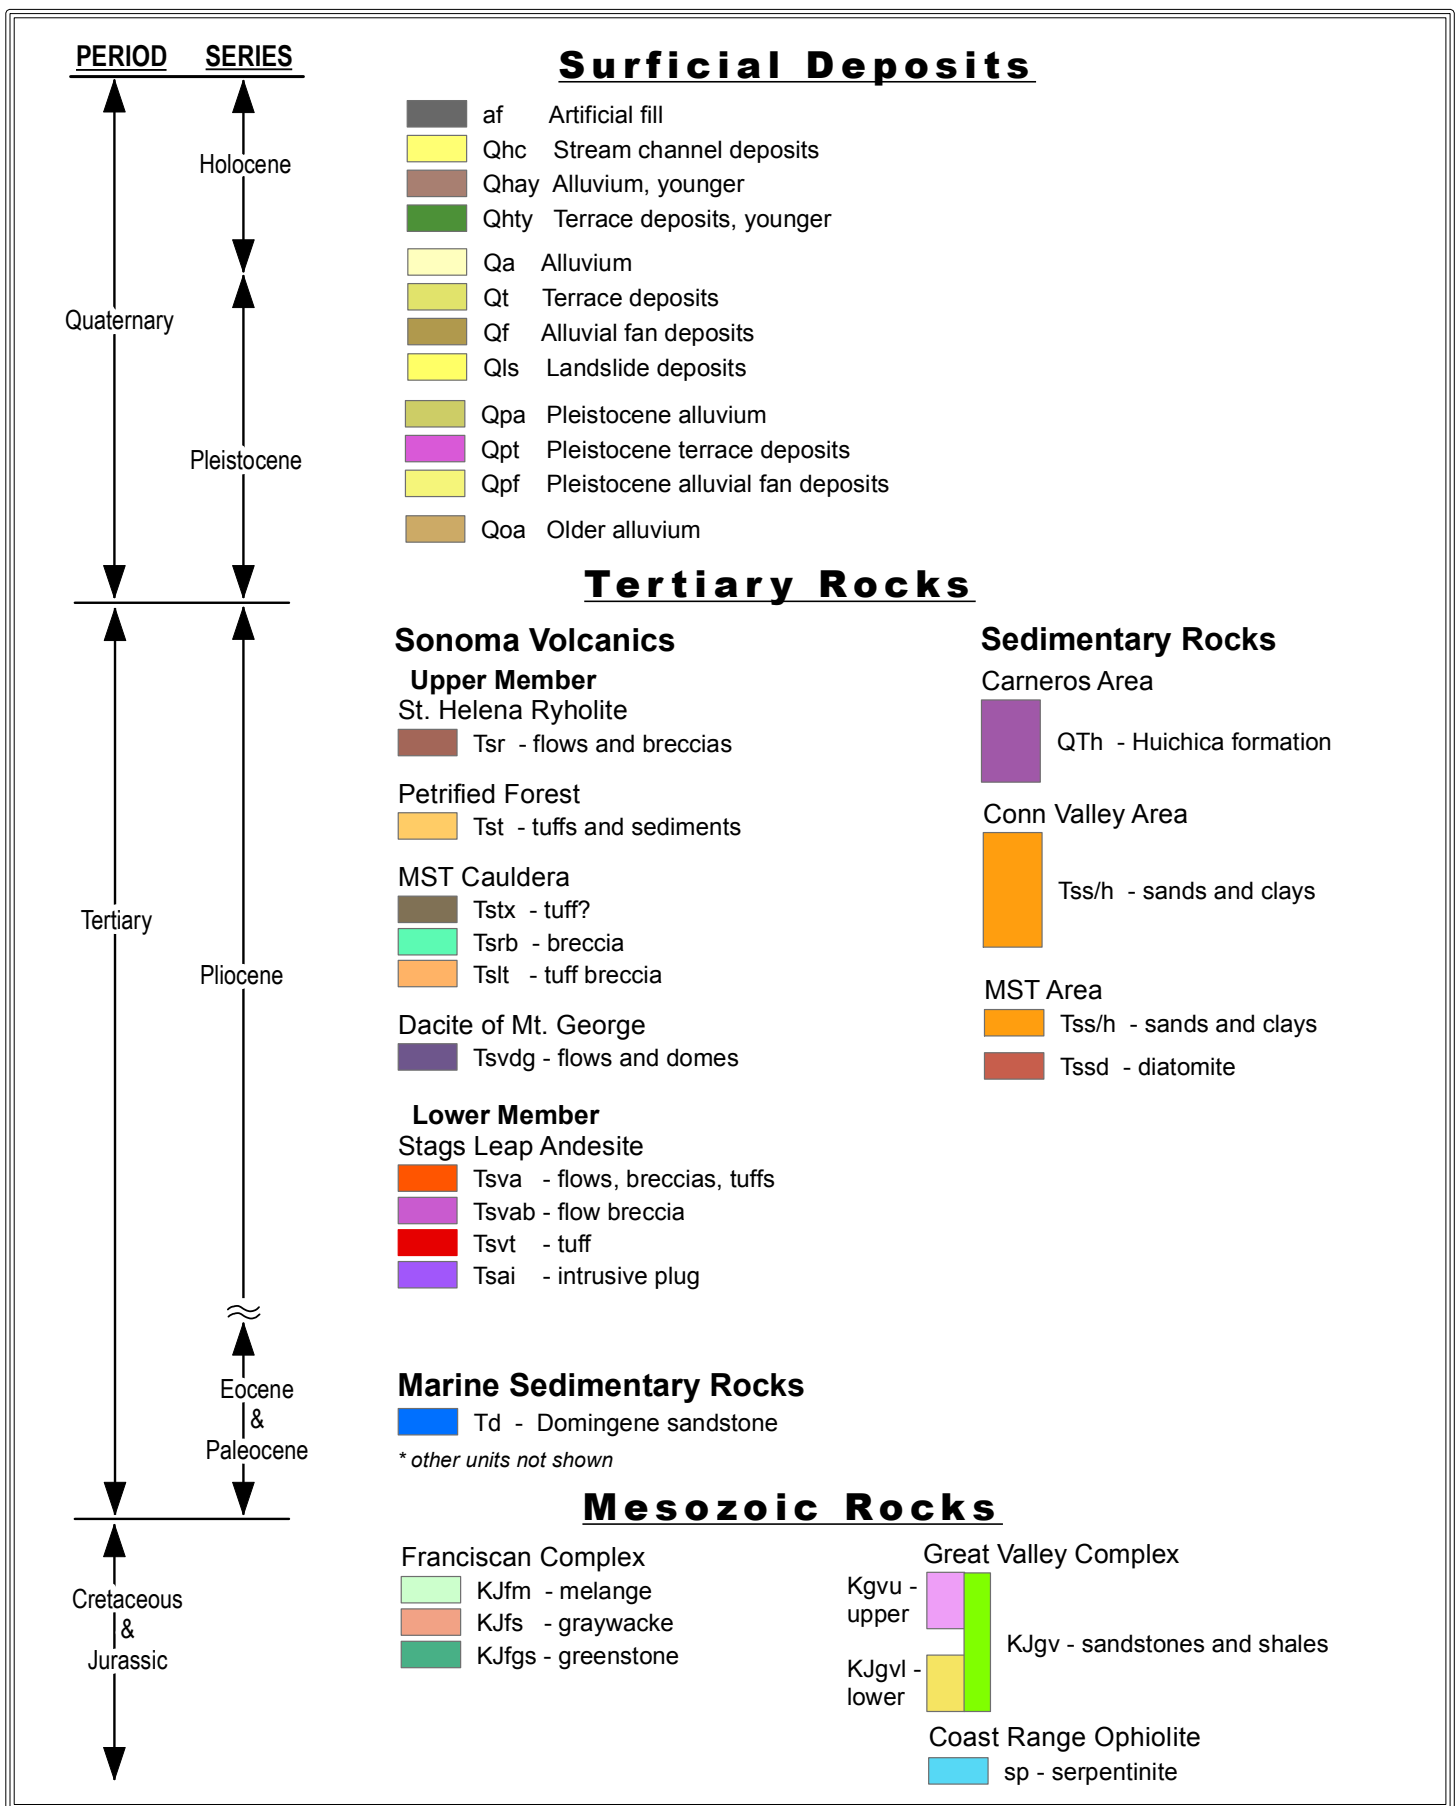 PERIOD SERIES
Holocene
Quaternary
Pleistocene
Tertiary
Pliocene
Eocene
&
Paleocene
Cretaceous
&
Jurassic
Surficial Deposits
af Artificial fill
Qhc Stream channel deposits
Qhay Alluvium, younger
Qhty Terrace deposits, younger
Qa Alluvium
Qt Terrace deposits
Qf Alluvial fan deposits
Qls Landslide deposits
Qpa Pleistocene alluvium
Qpt Pleistocene terrace deposits
Qpf Pleistocene alluvial fan deposits
Qoa Older alluvium
Tertiary Rocks
Sonoma Volcanics
Upper Member
St. Helena Ryholite
Tsr - flows and breccias
Petrified Forest
Tst - tuffs and sediments
MST Cauldera
Tstx - tuff?
Tsrb - breccia
Tslt - tuff breccia
Dacite of Mt. George
Tsvdg - flows and domes
Lower Member
Stags Leap Andesite
Tsva - flows, breccias, tuffs
Tsvab - flow breccia
Tsvt - tuff
Tsai - intrusive plug
Sedimentary Rocks
Carneros Area
QTh - Huichica formation
Conn Valley Area
Tss/h - sands and clays
MST Area
Tss/h - sands and clays
Tssd - diatomite
Marine Sedimentary Rocks
Td - Domingene sandstone
* other units not shown
Mesozoic Rocks
Franciscan Complex
KJfm - melange
KJfs - graywacke
KJfgs - greenstone
Great Valley Complex
Kgvu -
upper
KJgv - sandstones and shales
KJgvl -
lower
Coast Range Ophiolite
sp - serpentinite